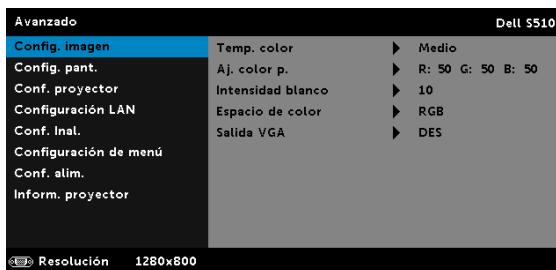 Avanzado Dell S510
Config. imagen
Config. pant.
Conf. proyector
Configuración LAN
Conf. Inal.
Configuración de menú
Conf. alim.
Inform. proyector
Temp. color Medio
Aj. color p. R: 50 G: 50 B: 50
Intensidad blanco 10
Espacio de color RGB
Salida VGA DES
Resolución 1280x800